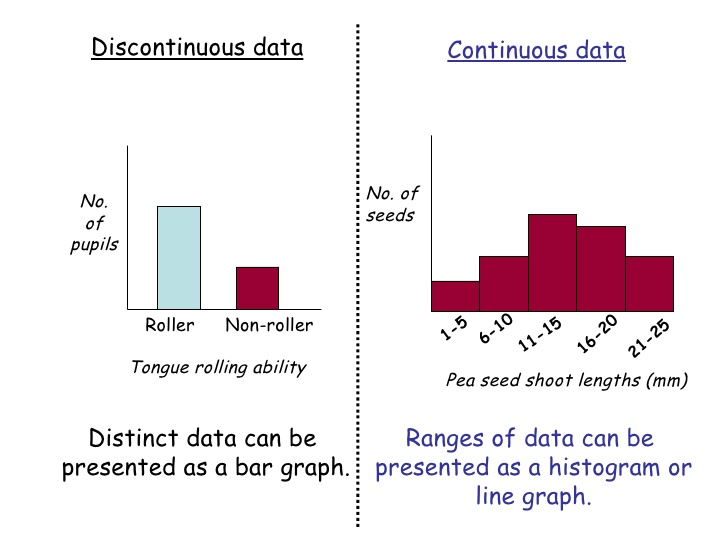 Discontinuous data
No.
of
pupils
Roller
Non-roller
Tongue rolling ability
Distinct data can be
presented as a bar graph.
Continuous data
No. of
seeds
1-5
6-10
11-15
16-20
21-25
Pea seed shoot lengths (mm)
Ranges of data can be
presented as a histogram or
line graph.